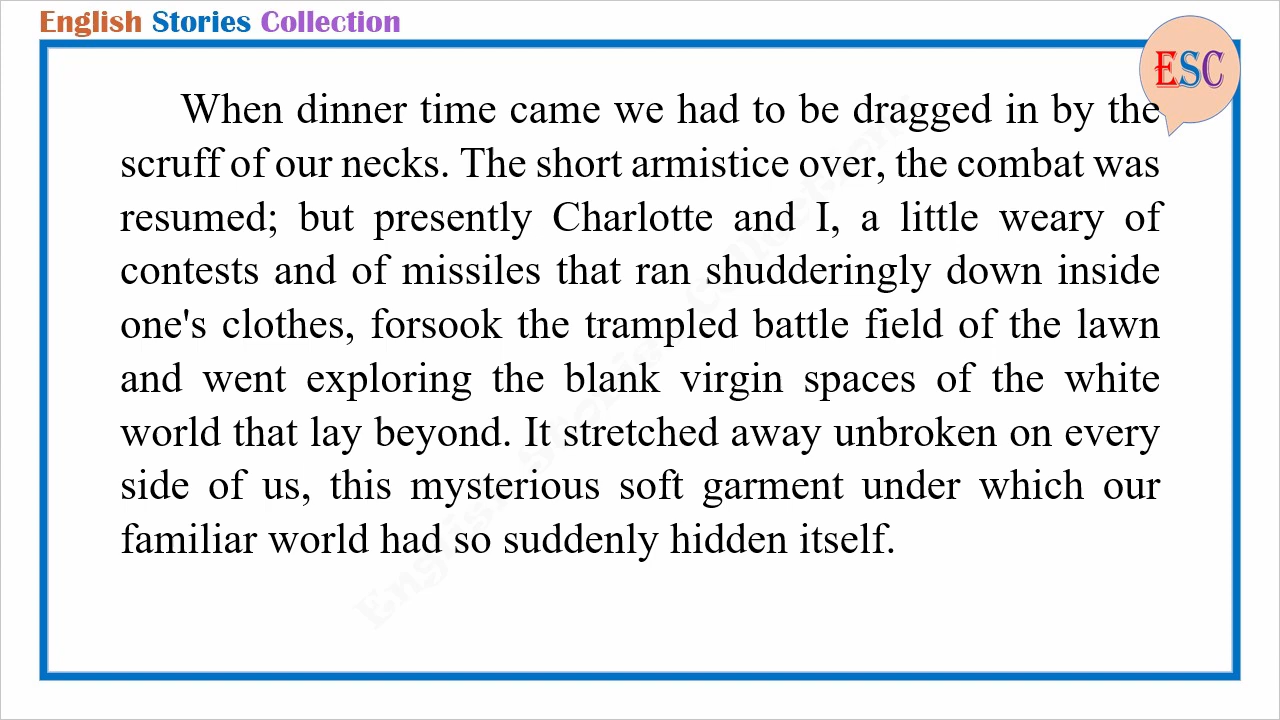 English Stories Collection
ESC
When dinner time came we had to be dragged in by the
scruff of our necks. The short armistice over, the combat was
resumed; but presently Charlotte and I, a little weary of
contests and of missiles that ran shudderingly down inside
one's clothes, forsook the trampled battle field of the lawn
and went exploring the blank virgin spaces of the white
world that lay beyond. It stretched away unbroken on every
side of us, this mysterious soft garment under which our
familiar world had so suddenly hidden itself.
English Stories Collection